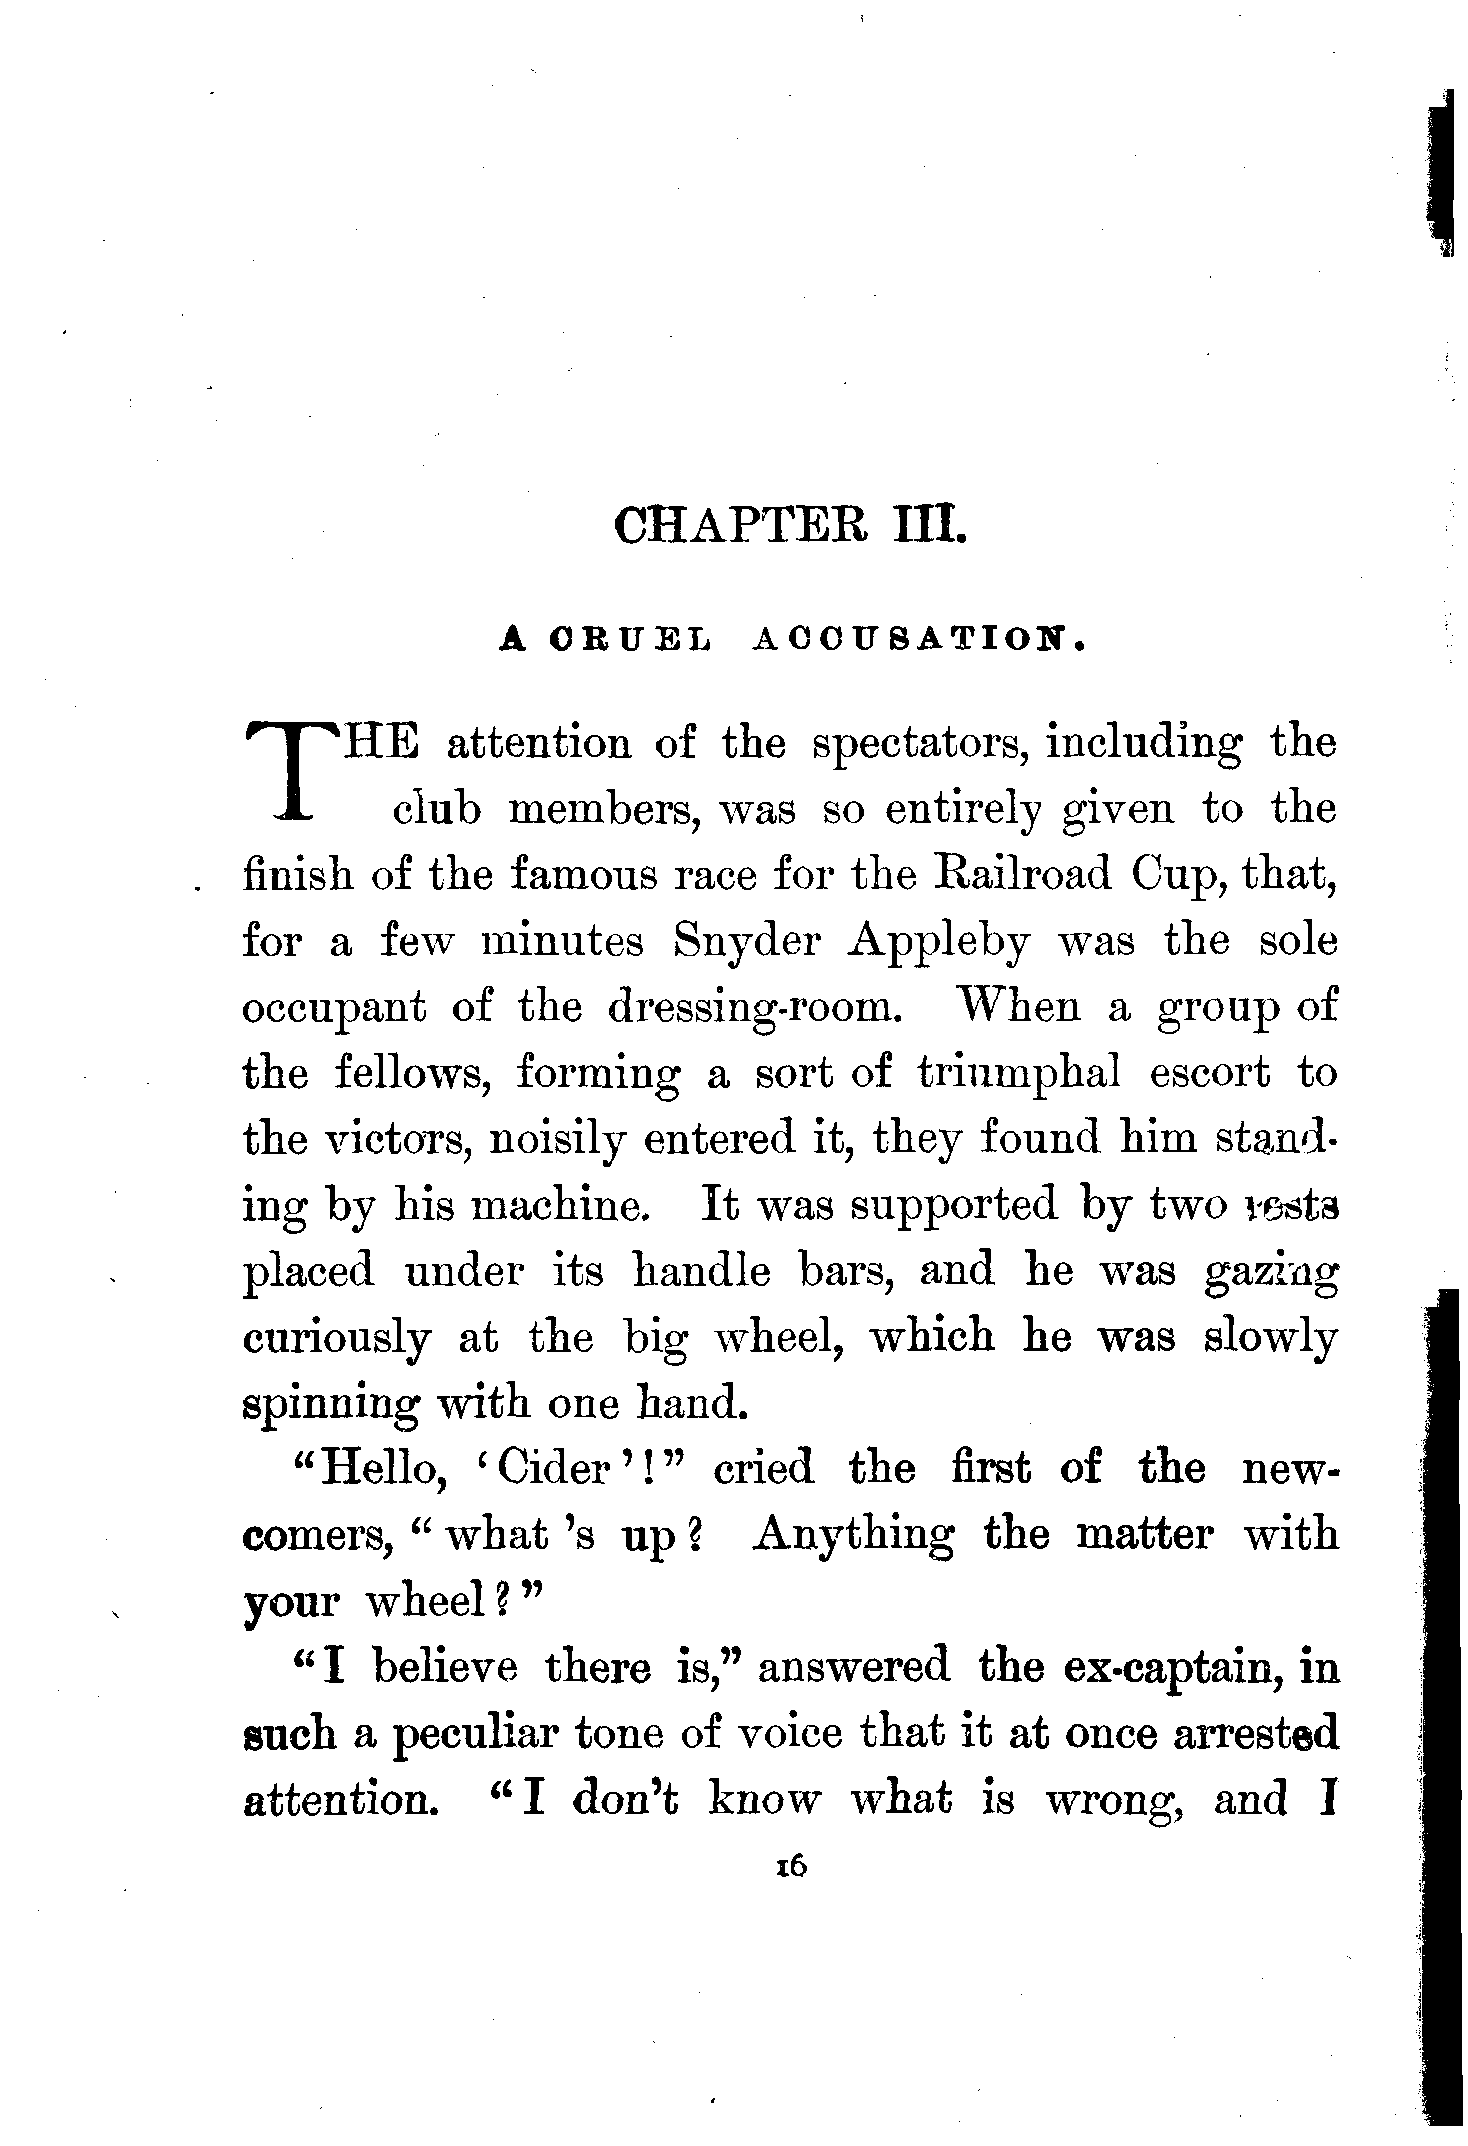 CHAPTER III.
A CRUEL ACCUSATION.
THE attention of the spectators, including the
club members, was so entirely given to the
finish of the famous race for the Railroad Cup, that,
for a few minutes Snyder Appleby was the sole
occupant of the dressing-room. When a group of
the fellows, forming a sort of triumphal escort to
the victors, noisily entered it, they found him stand-
ing by his machine. It was supported by two rests
placed under its handle bars, and he was gazing
curiously at the big wheel, which he was slowly
spinning with one hand.
"Hello, 'Cider'!" cried the first of the new-
comers, "what 's up? Anything the matter with
your wheel?"
"I believe there is," answered the ex-captain, in
such a peculiar tone of voice that it at once arrested
attention. "I don't know what is wrong, and I
16